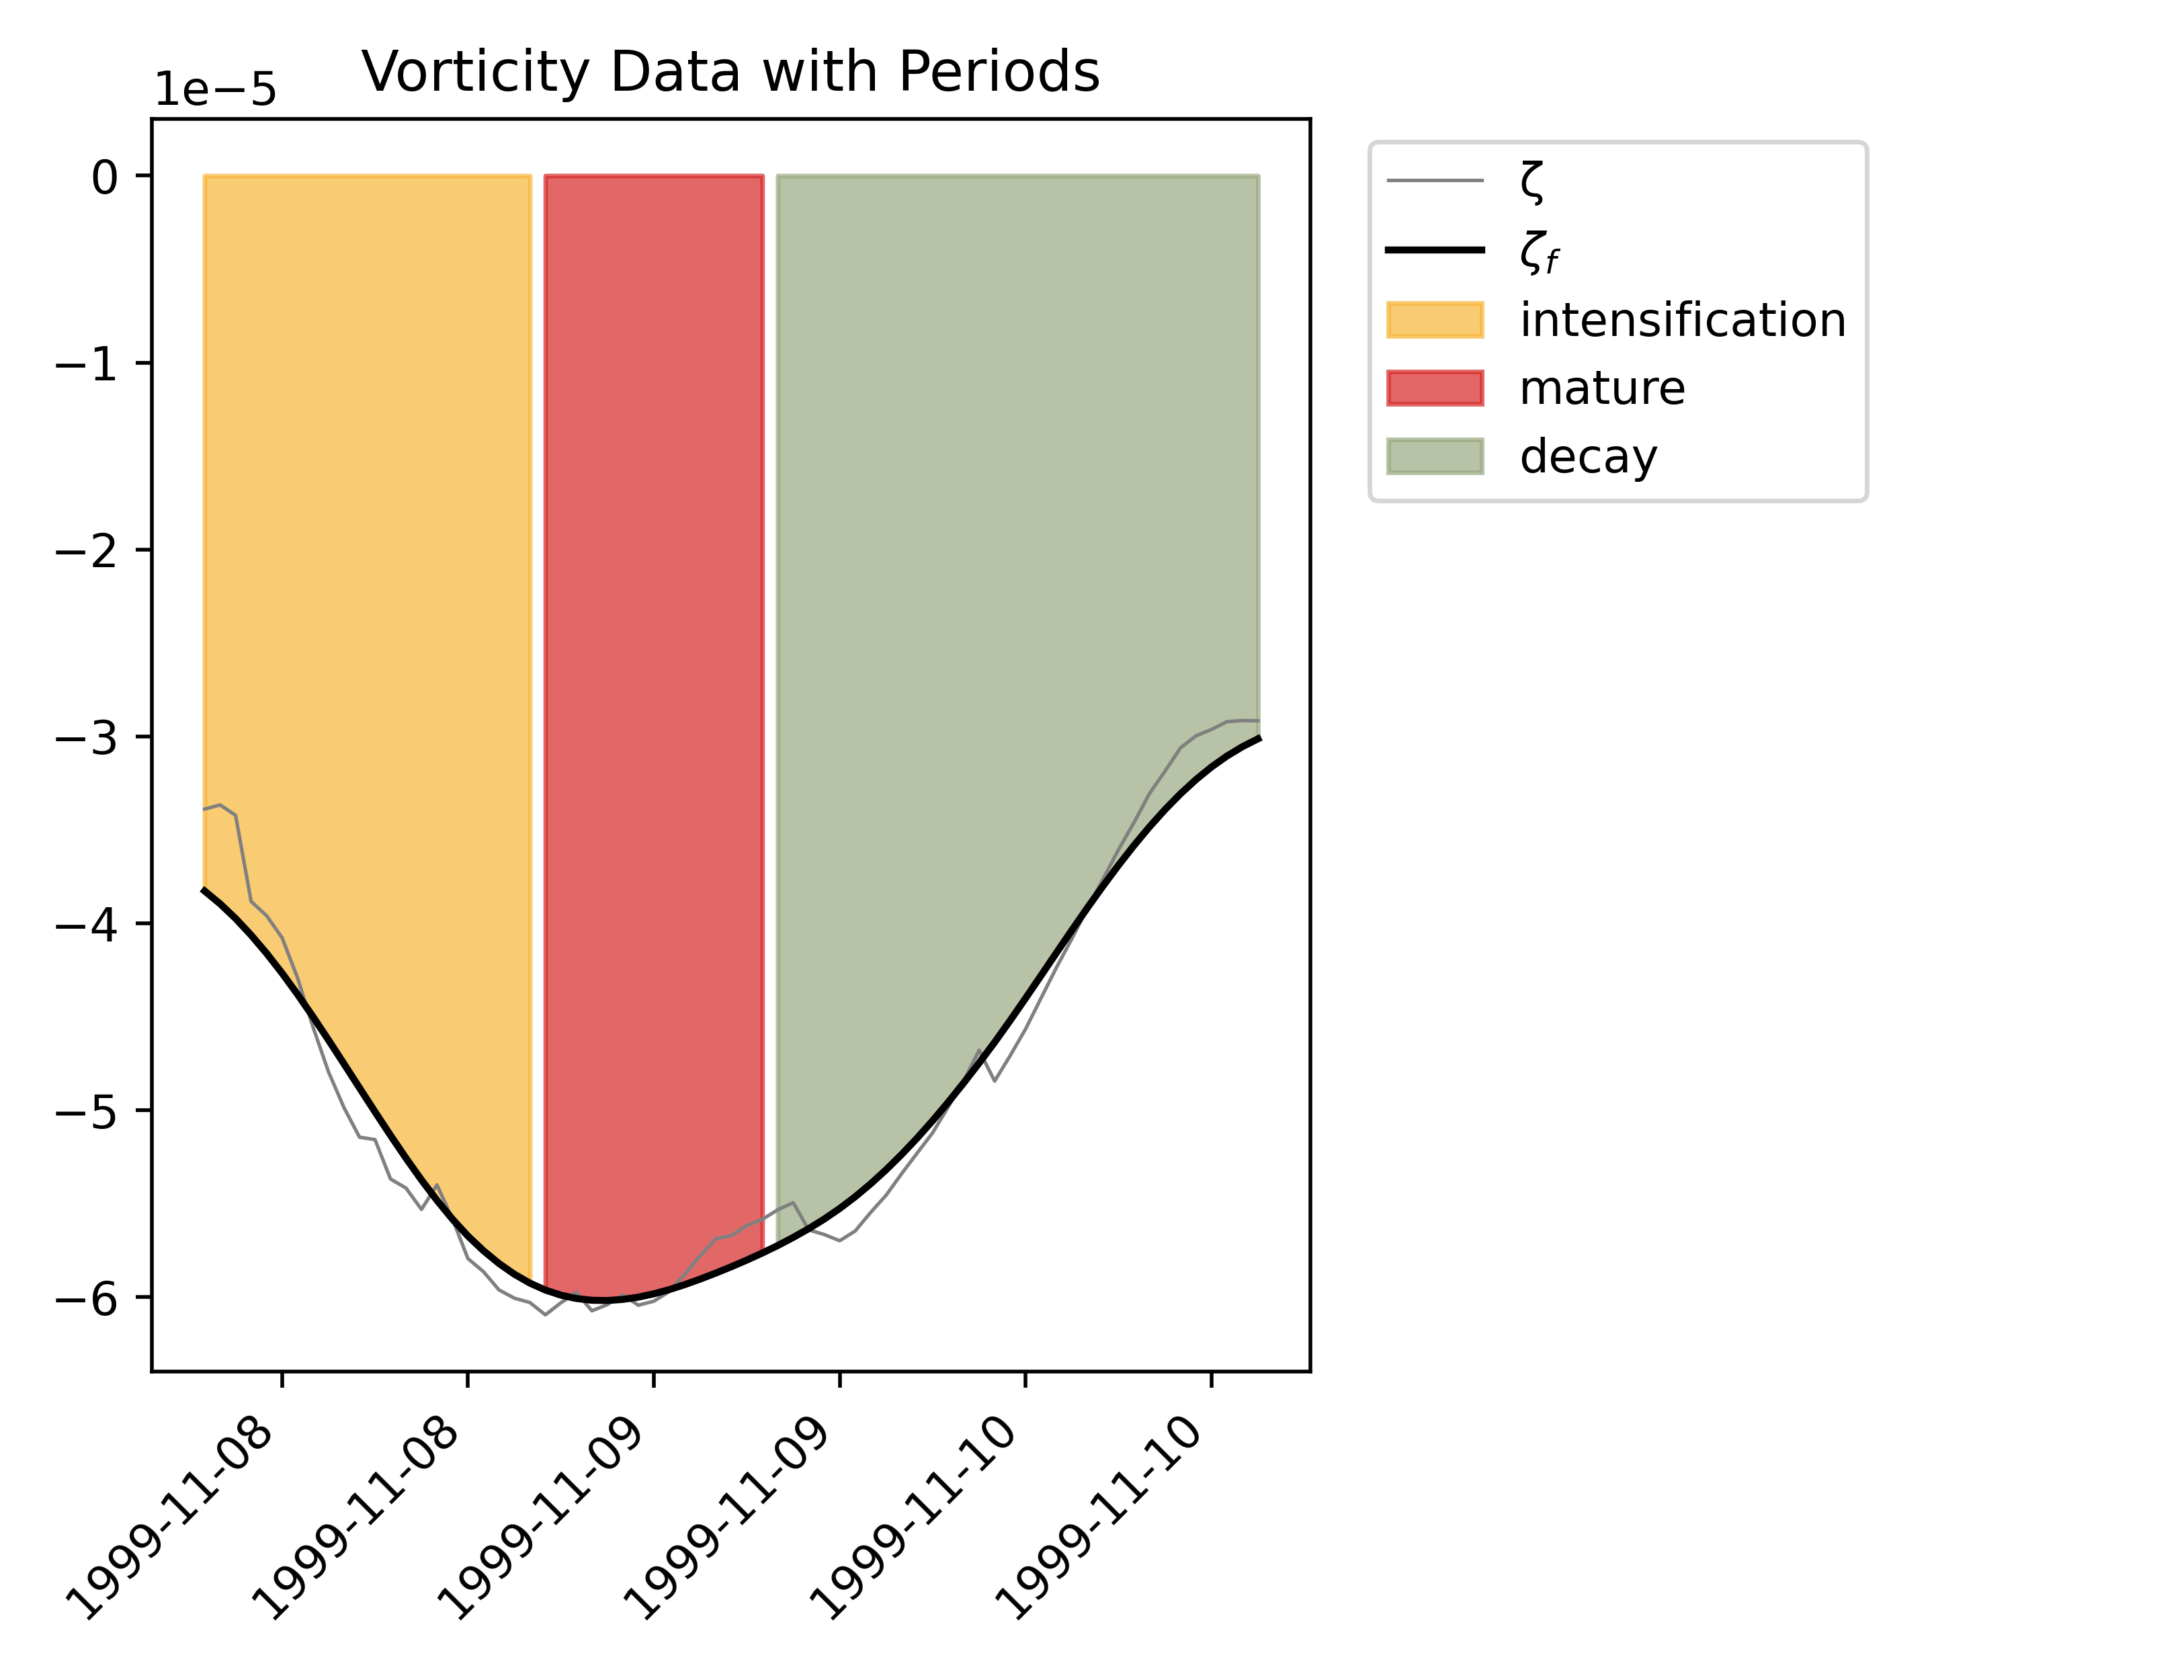 Vorticity Data with Periods
1e−5
0
−1
−2
−3
−4
−5
−6
1999-11-08
1999-11-08
1999-11-09
1999-11-09
1999-11-10
1999-11-10
ζ
ζf
intensification
mature
decay